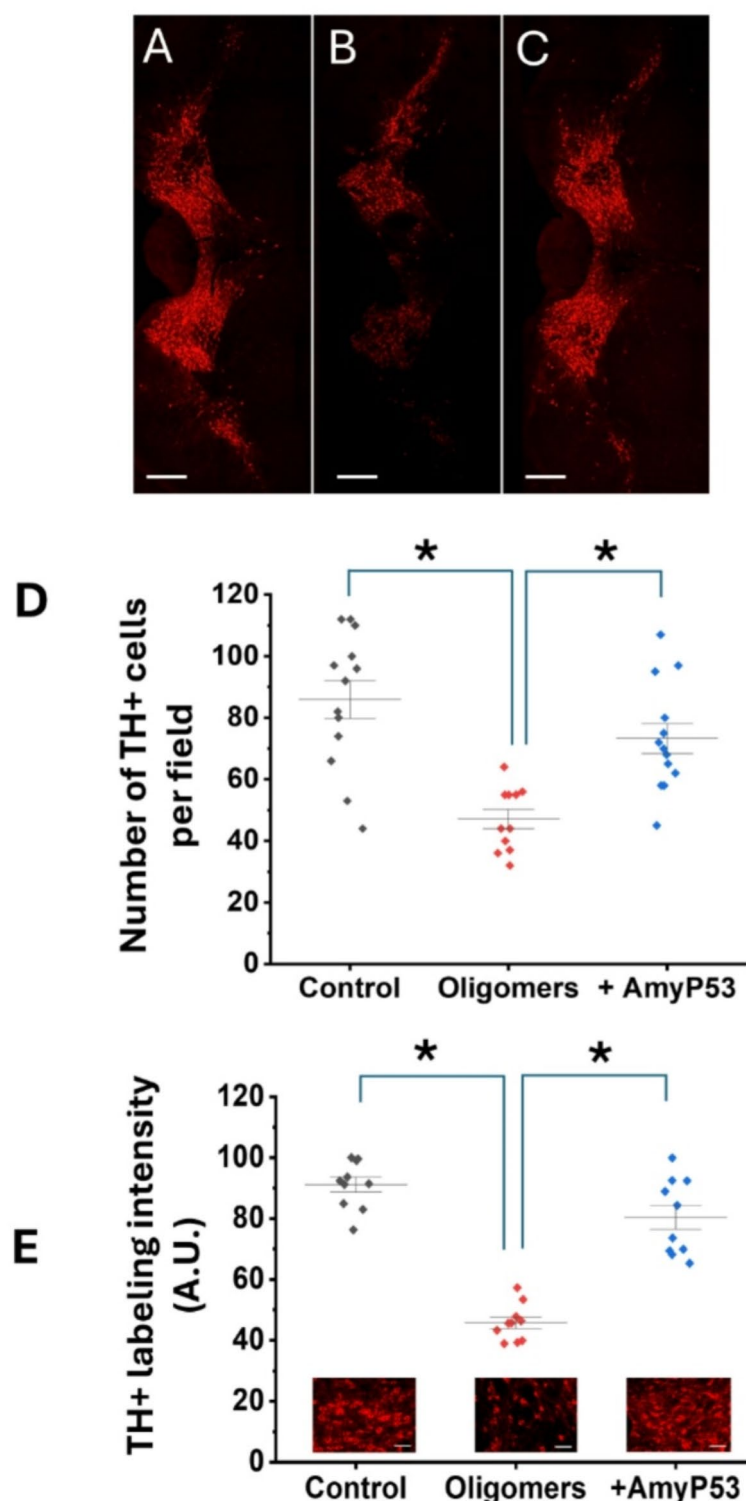 A B C
D
* *
Number of TH+ cells
per field
120
100
80
60
40
20
0
Control Oligomers + AmyP53
E
* *
TH+ labeling intensity
(A.U.)
120
100
80
60
40
20
0
Control Oligomers +AmyP53